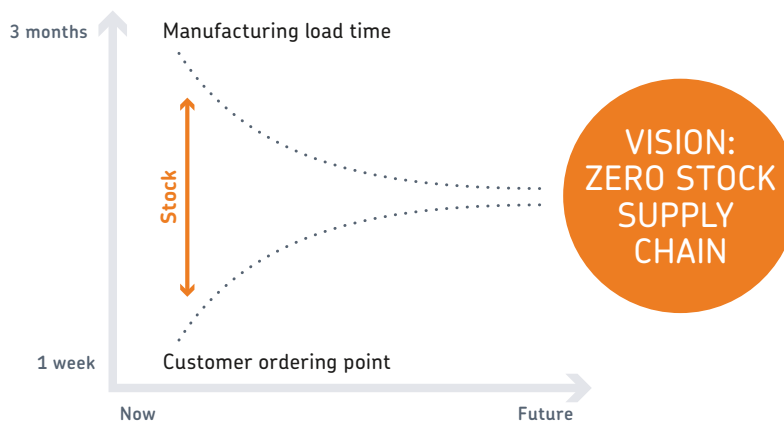 3 months
Manufacturing load time
Stock
VISION:
ZERO STOCK
SUPPLY
CHAIN
1 week
Customer ordering point
Now
Future